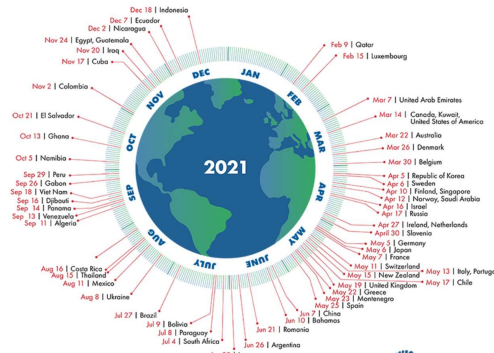 Dec 18 | Indonesia
Dec 7 | Ecuador
Dec 2 | Nicaragua
Nov 24 | Egypt, Guatemala
Nov 20 | Iraq
Nov 17 | Cuba
Nov 2 | Colombia
Oct 21 | El Salvador
Oct 13 | Ghana
Oct 5 | Namibia
Sep 29 | Peru
Sep 26 | Gabon
Sep 18 | Viet Nam
Sep 16 | Djibouti
Sep 14 | Panama
Sep 13 | Venezuela
Sep 11 | Algeria
Aug 16 | Costa Rica
Aug 15 | Thailand
Aug 11 | Mexico
Aug 8 | Ukraine
Jul 27 | Brazil
Jul 9 | Bolivia
Jul 8 | Paraguay
Jul 4 | South Africa
DEC
JAN
FEB
MAR
APR
MAY
JUNE
JULY
AUG
SEP
OCT
NOV
2021
Feb 9 | Qatar
Feb 15 | Luxembourg
Mar 7 | United Arab Emirates
Mar 14 | Canada, Kuwait,
United States of America
Mar 22 | Australia
Mar 26 | Denmark
Mar 30 | Belgium
Apr 5 | Republic of Korea
Apr 6 | Sweden
Apr 10 | Finland, Singapore
Apr 12 | Norway, Saudi Arabia
Apr 16 | Israel
Apr 17 | Russia
Apr 27 | Ireland, Netherlands
April 30 | Slovenia
May 5 | Germany
May 6 | Japan
May 7 | France
May 11 | Switzerland
May 13 | Italy, Portug
May 15 | New Zealand
May 17 | Chile
May 19 | United Kingdom
May 22 | Greece
May 23 | Montenegro
May 25 | Spain
Jun 7 | China
Jun 10 | Bahamas
Jun 21 | Romania
Jun 26 | Argentina